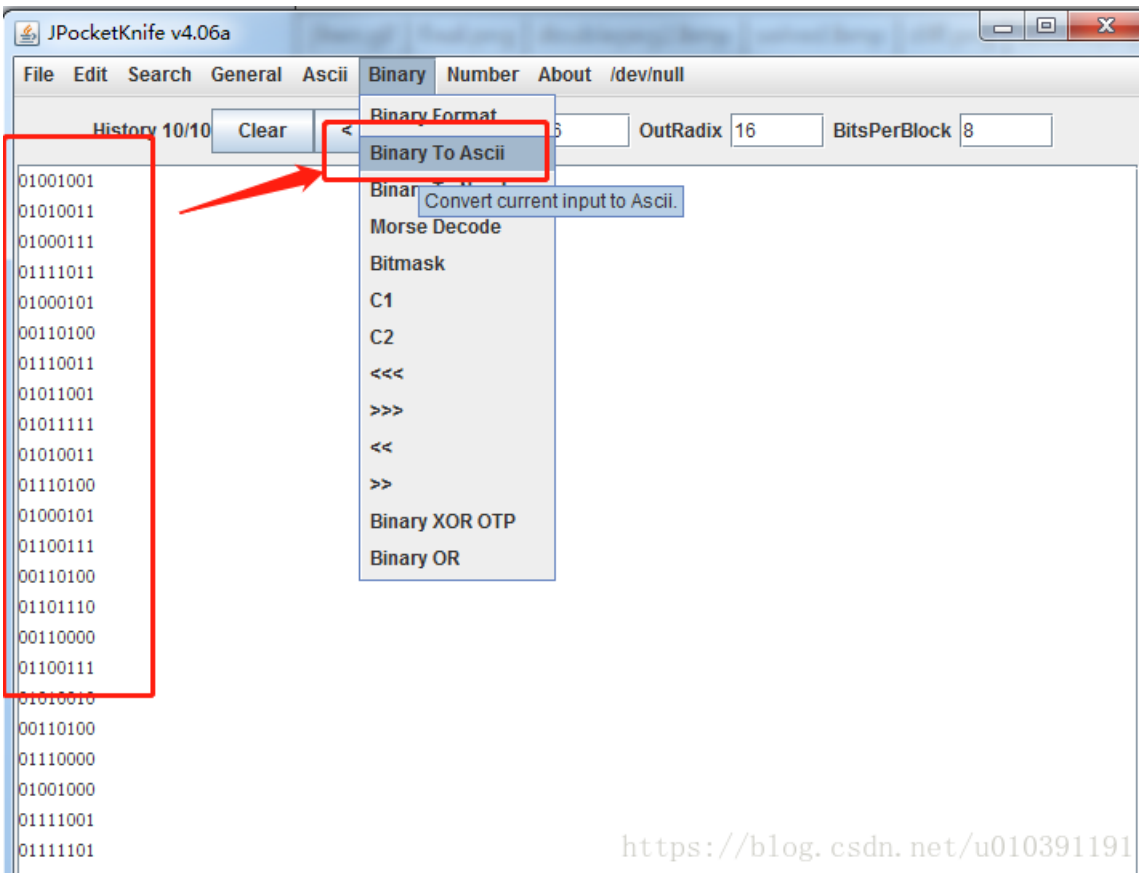 JPocketKnife v4.06a
File Edit Search General Ascii Binary Number About /dev/null
History 10/10 Clear < OutRadix 16 BitsPerBlock 8
Binary Format
Binary To Ascii
Convert current input to Ascii.
Morse Decode
Bitmask
C1
C2
<<<
>>>
<<
>>
Binary XOR OTP
Binary OR
01001001
01010011
01000111
01111011
01000101
00110100
01110011
01011001
01011111
01010011
01110100
01000101
01100111
00110100
01101110
00110000
01100111
01010010
00110100
01110000
01001000
01111001
01111101
https://blog.csdn.net/u010391191